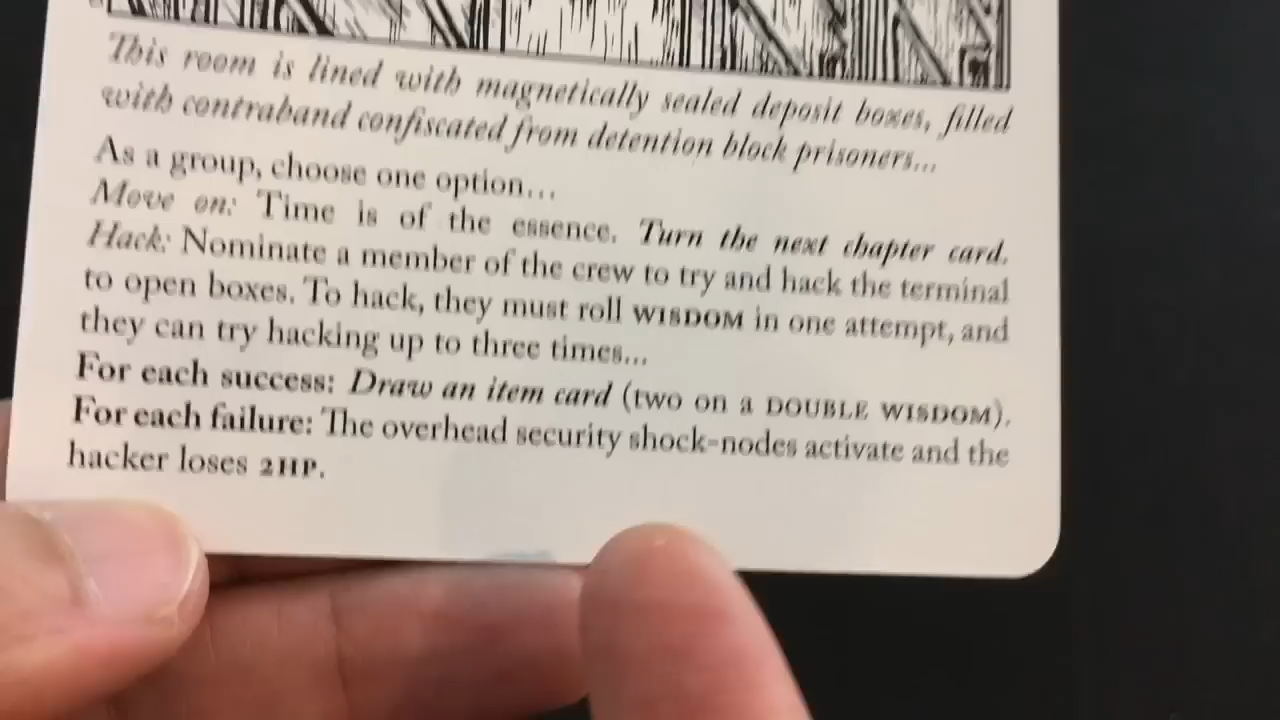 This room is lined with magnetically sealed deposit boxes, filled
with contraband confiscated from detention block prisoners...
As a group, choose one option...
Move on: Time is of the essence. Turn the next chapter card.
Hack: Nominate a member of the crew to try and hack the terminal
to open boxes. To hack, they must roll WISDOM in one attempt, and
they can try hacking up to three times...
For each success: Draw an item card (two on a DOUBLE WISDOM).
For each failure: The overhead security shock-nodes activate and the
hacker loses 2HP.